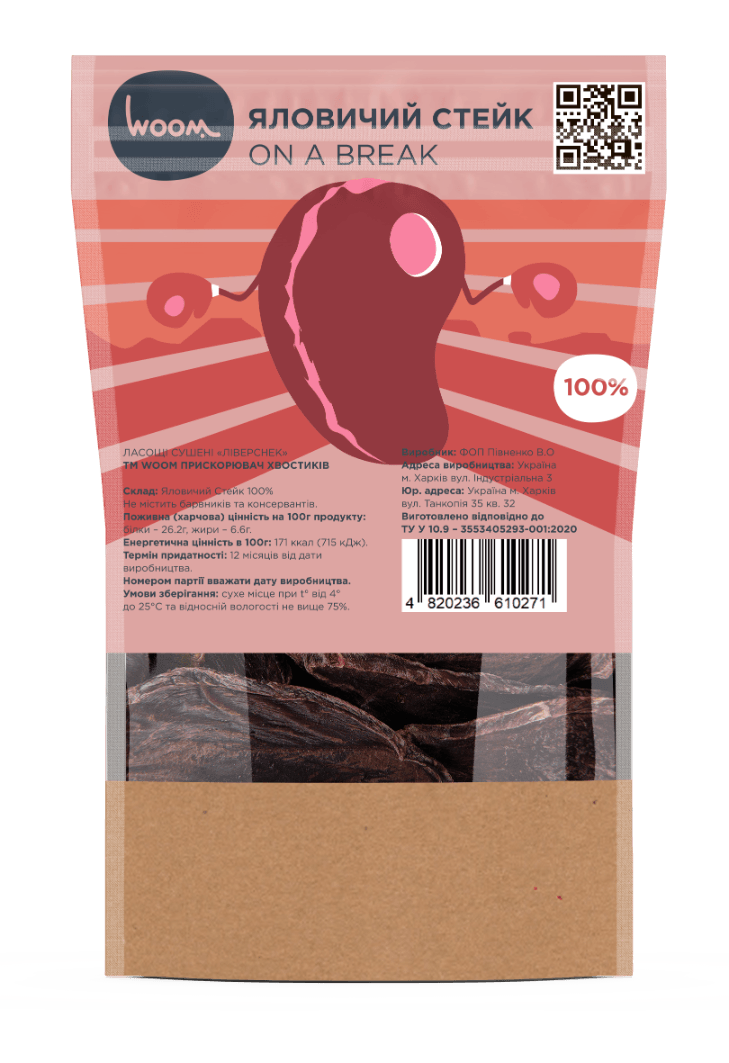 WOOM
ЯЛОВИЧИЙ СТЕЙК
ON A BREAK
100%
ЛАСОЩІ СУШЕНІ «ЛІВЕРСНЕК»
ТМ WOOM ПРИСКОРЮВАЧ ХВОСТИКІВ
Склад: Яловичий Стейк 100%
Не містить барвників та консервантів.
Поживна (харчова) цінність на 100г продукту:
білки – 26.2г, жири – 6.6г.
Енергетична цінність в 100г: 171 ккал (715 кДж).
Термін придатності: 12 місяців від дати
виробництва.
Номером партії вважати дату виробництва.
Умови зберігання: сухе місце при t° від 4°
до 25°С та відносній вологості не вище 75%.
Виробник: ФОП Півненко В.О
Адреса виробництва: Україна
м. Харків вул. Індустріальна 3
Юр. адреса: Україна м. Харків
вул. Танкопія 35 кв. 32
Виготовлено відповідно до
ТУ У 10.9 – 3553405293-001:2020
4 820236 610271